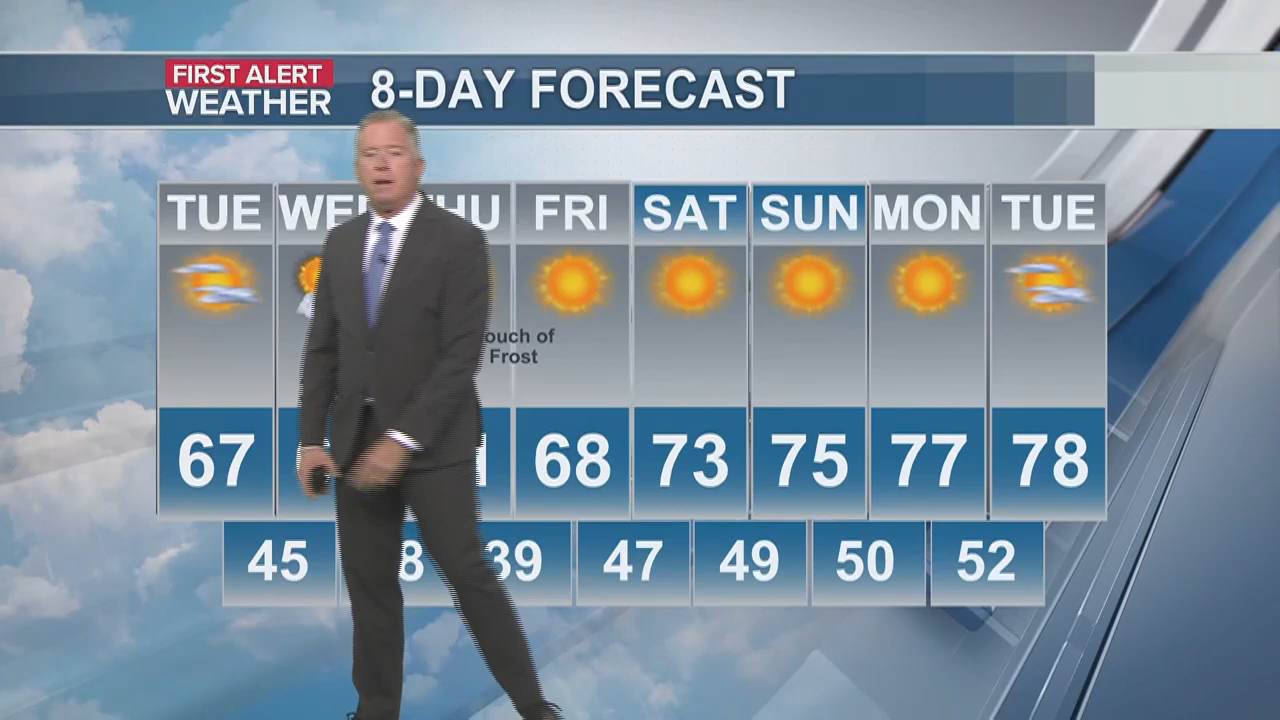 FIRST ALERT
WEATHER
8-DAY FORECAST
TUE FRI SAT SUN MON TUE
of
Frost
67 68 73 75 77 78
45 39 47 49 50 52